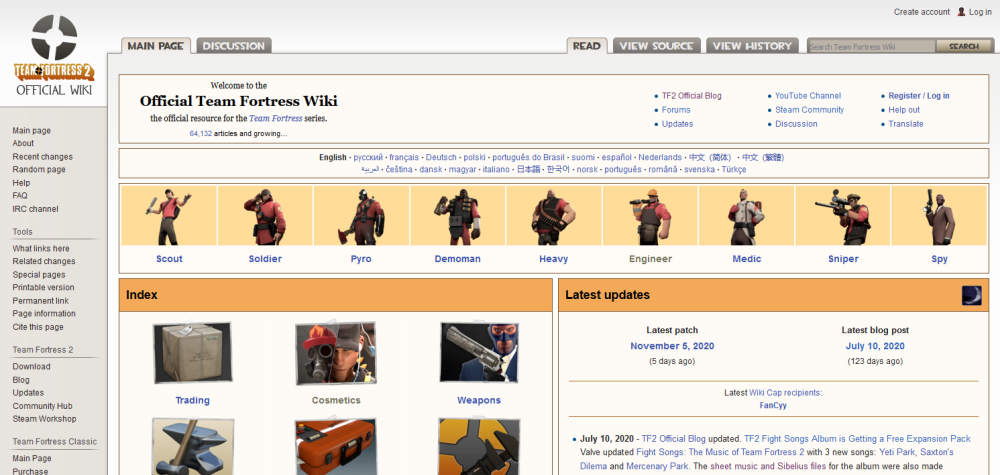 Create account Log in
TEAM FORTRESS 2
OFFICIAL WIKI
MAIN PAGE DISCUSSION READ VIEW SOURCE VIEW HISTORY Search Team Fortress Wiki SEARCH
Main page
About
Recent changes
Random page
Help
FAQ
IRC channel
Tools
What links here
Related changes
Special pages
Printable version
Permanent link
Page information
Cite this page
Team Fortress 2
Download
Blog
Updates
Community Hub
Steam Workshop
Team Fortress Classic
Main Page
Purchase
Welcome to the
Official Team Fortress Wiki
the official resource for the Team Fortress series.
64,132 articles and growing...
• TF2 Official Blog
• Forums
• Updates
• YouTube Channel
• Steam Community
• Discussion
• Register / Log in
• Help out
• Translate
English · русский · français · Deutsch · polski · português do Brasil · suomi · español · Nederlands · 中文（简体） · 中文（繁體）
العربية · čeština · dansk · magyar · italiano · 日本語 · 한국어 · norsk · português · română · svenska · Türkçe
Scout Soldier Pyro Demoman Heavy Engineer Medic Sniper Spy
Index
Trading Cosmetics Weapons
Latest updates
Latest patch
November 5, 2020
(5 days ago)
Latest blog post
July 10, 2020
(123 days ago)
Latest Wiki Cap recipients:
FanCyy
• July 10, 2020 - TF2 Official Blog updated. TF2 Fight Songs Album is Getting a Free Expansion Pack
Valve updated Fight Songs: The Music of Team Fortress 2 with 3 new songs: Yeti Park, Saxton's
Dilema and Mercenary Park. The sheet music and Sibelius files for the album were also made